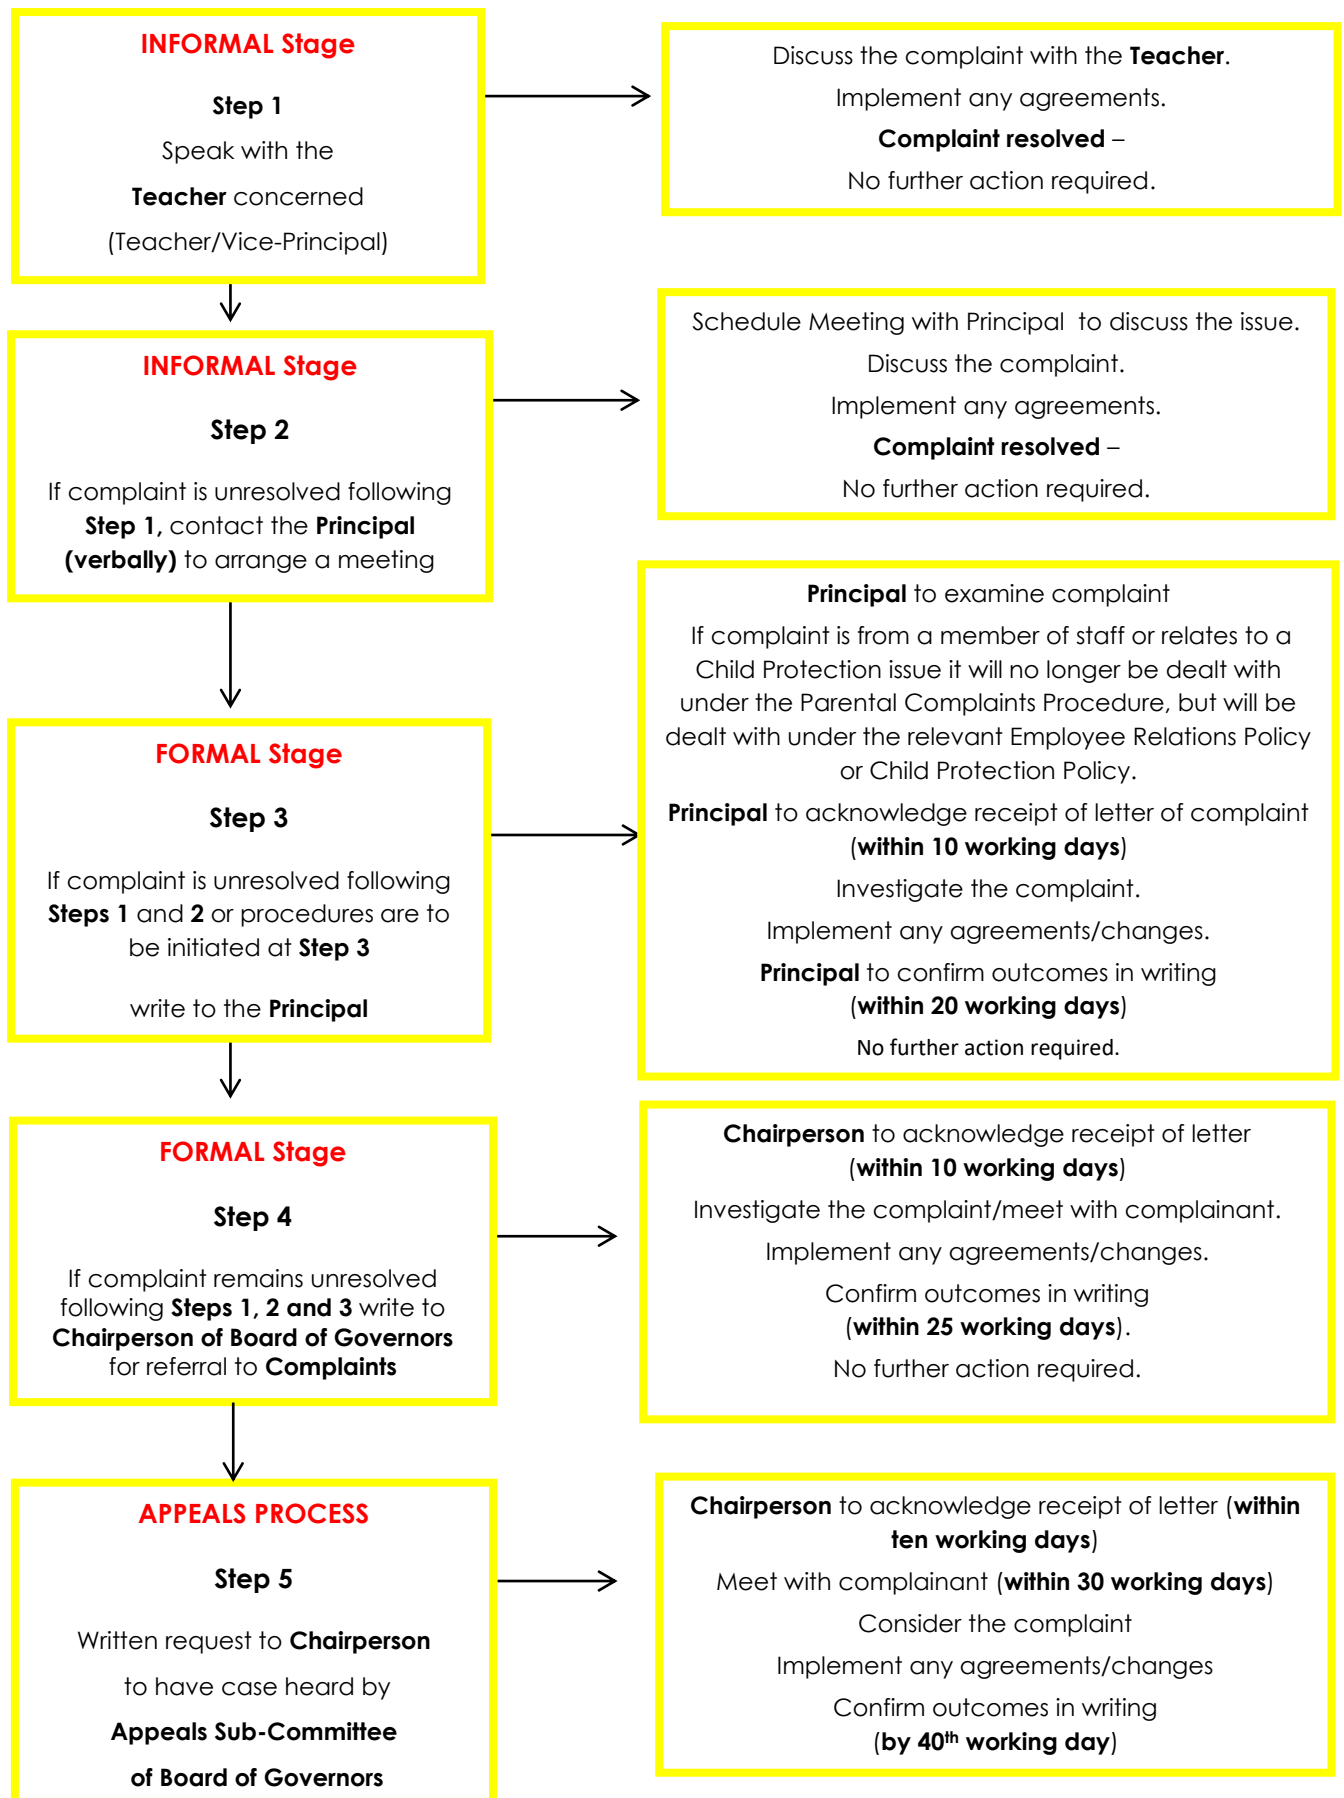 INFORMAL Stage
Step 1
Speak with the
Teacher concerned
(Teacher/Vice-Principal)
Discuss the complaint with the Teacher.
Implement any agreements.
Complaint resolved –
No further action required.
INFORMAL Stage
Step 2
If complaint is unresolved following
Step 1, contact the Principal
(verbally) to arrange a meeting
Schedule Meeting with Principal  to discuss the issue.
Discuss the complaint.
Implement any agreements.
Complaint resolved –
No further action required.
FORMAL Stage
Step 3
If complaint is unresolved following
Steps 1 and 2 or procedures are to
be initiated at Step 3
write to the Principal
Principal to examine complaint
If complaint is from a member of staff or relates to a
Child Protection issue it will no longer be dealt with
under the Parental Complaints Procedure, but will be
dealt with under the relevant Employee Relations Policy
or Child Protection Policy.
Principal to acknowledge receipt of letter of complaint
(within 10 working days)
Investigate the complaint.
Implement any agreements/changes.
Principal to confirm outcomes in writing
(within 20 working days)
No further action required.
FORMAL Stage
Step 4
If complaint remains unresolved
following Steps 1, 2 and 3 write to
Chairperson of Board of Governors
for referral to Complaints
Chairperson to acknowledge receipt of letter
(within 10 working days)
Investigate the complaint/meet with complainant.
Implement any agreements/changes.
Confirm outcomes in writing
(within 25 working days).
No further action required.
APPEALS PROCESS
Step 5
Written request to Chairperson
to have case heard by
Appeals Sub-Committee
of Board of Governors
Chairperson to acknowledge receipt of letter (within
ten working days)
Meet with complainant (within 30 working days)
Consider the complaint
Implement any agreements/changes
Confirm outcomes in writing
(by 40th working day)